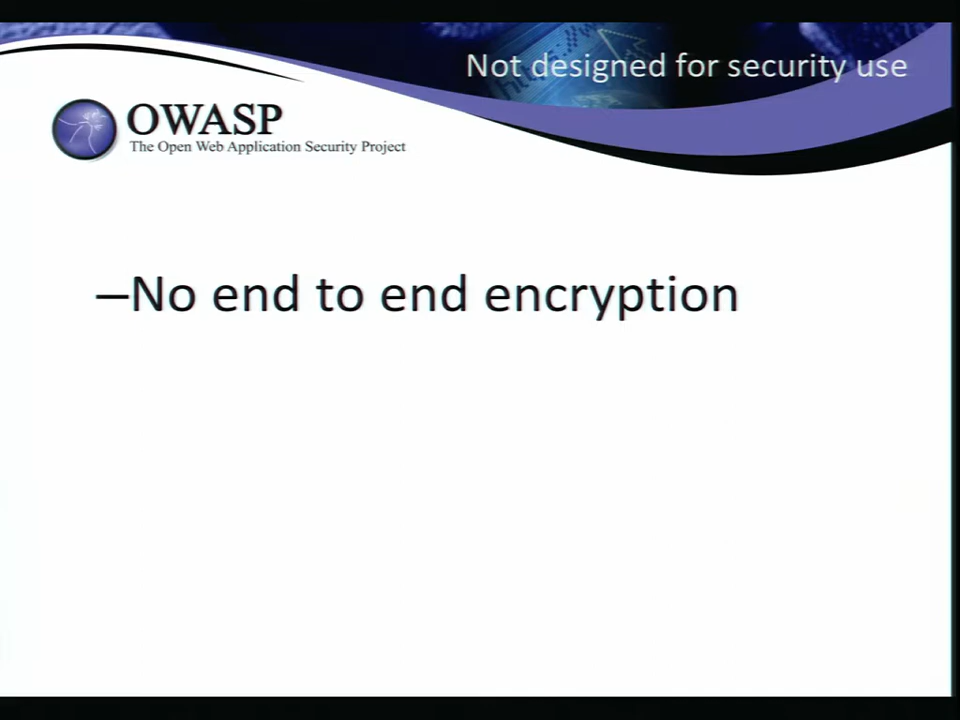 Not designed for security use
OWASP
The Open Web Application Security Project
–No end to end encryption